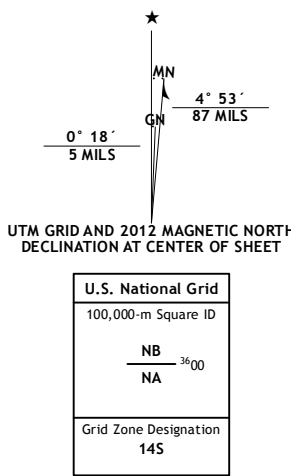 ★
MN
4° 53´
87 MILS
GN
0° 18´
5 MILS
UTM GRID AND 2012 MAGNETIC NORTH
DECLINATION AT CENTER OF SHEET
U.S. National Grid
100,000-m Square ID
NB
3600
NA
Grid Zone Designation
14S